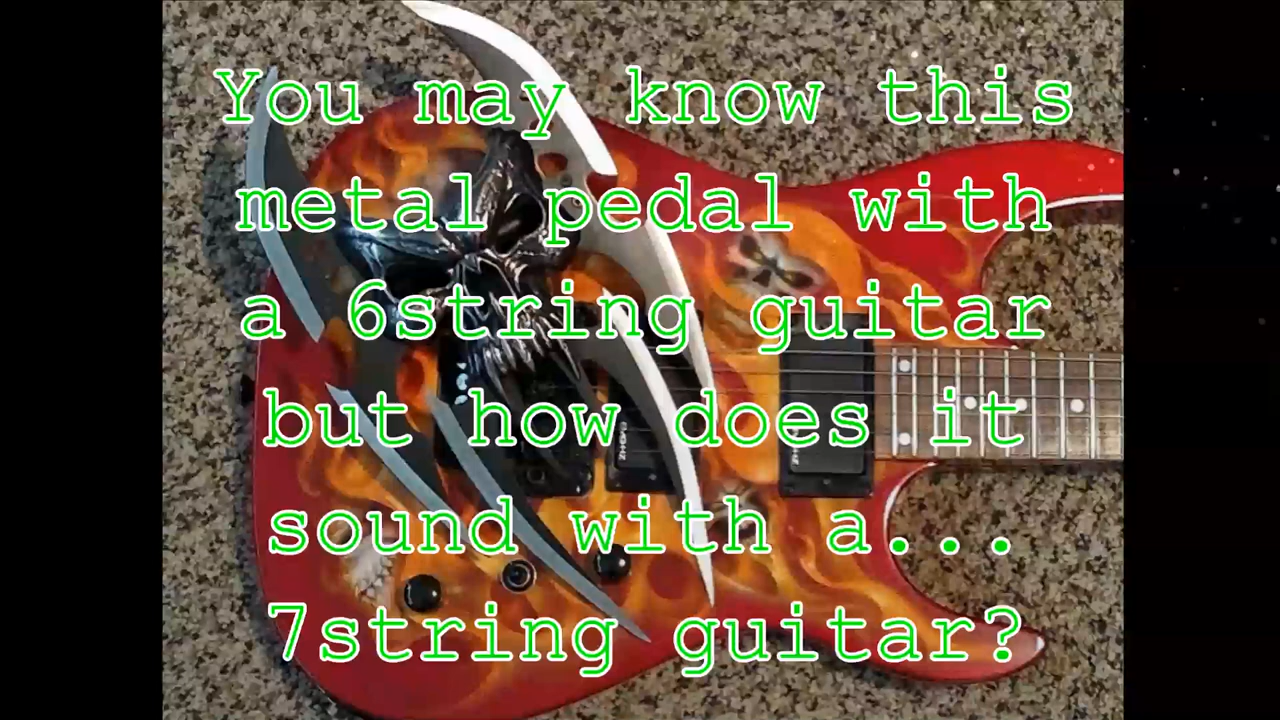 You may know this
metal pedal with
a 6string guitar
but how does it
sound with a...
7string guitar?